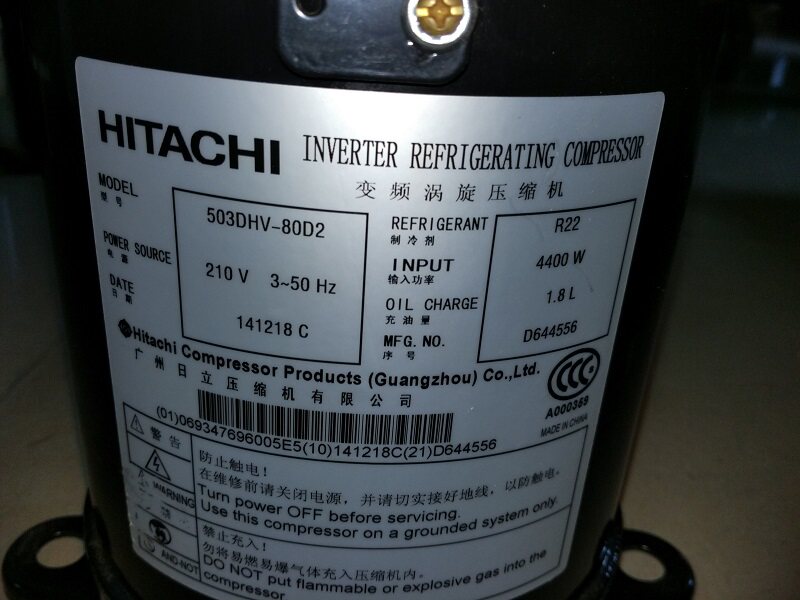 HITACHI INVERTER REFRIGERATING COMPRESSOR
变频涡旋压缩机
MODEL 503DHV-80D2
型号
POWER SOURCE 210 V 3~50 Hz
电源
DATE 141218 C
日期
REFRIGERANT R22
制冷剂
INPUT 4400 W
输入功率
OIL CHARGE 1.8 L
充油量
MFG. NO. D644556
序号
Hitachi Compressor Products (Guangzhou) Co.,Ltd.
广州日立压缩机有限公司
CCC
A000359
MADE IN CHINA
(01)069347696005E5(10)141218C(21)D644556
警告
WARNING
防止触电!
在维修前请关闭电源,并请切实接好地线,以防触电。
Turn power OFF before servicing.
Use this compressor on a grounded system only.
AND-NOT
禁止充入!
勿将易燃易爆气体充入压缩机内。
DO NOT put flammable or explosive gas into the
compressor